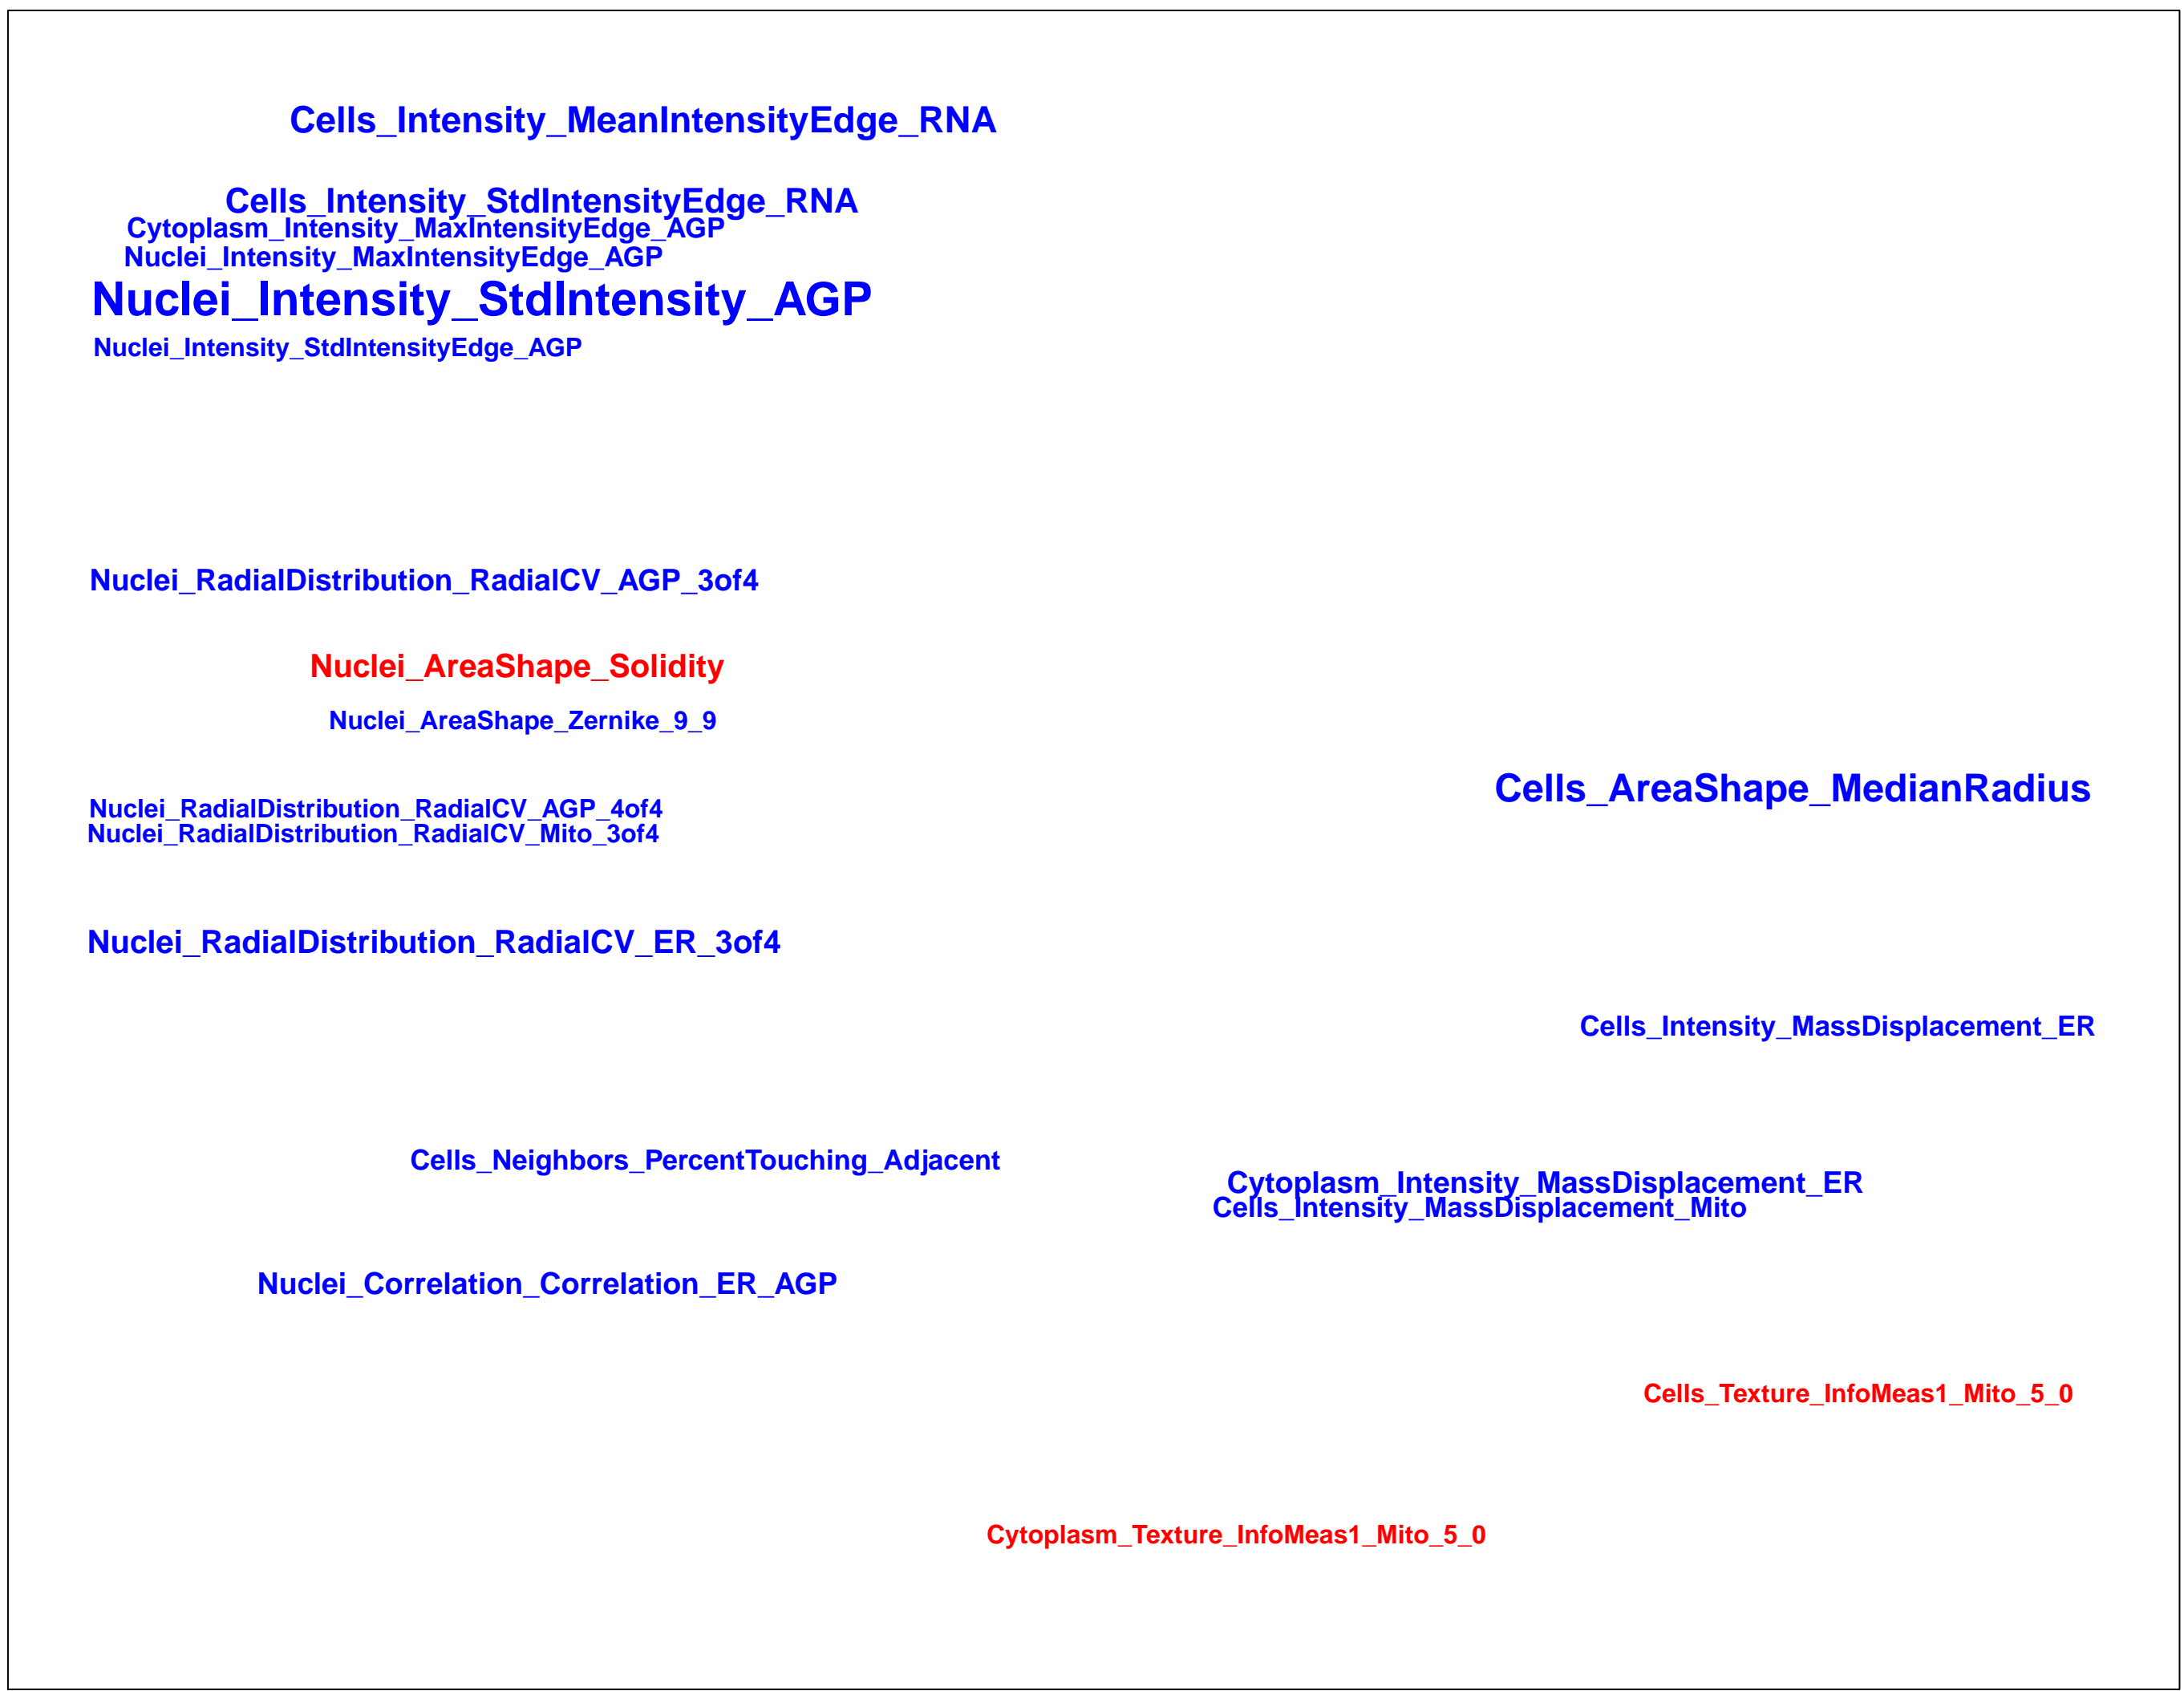 Cells_Intensity_MeanIntensityEdge_RNA
Cells_Intensity_StdIntensityEdge_RNA
Cytoplasm_Intensity_MaxIntensityEdge_AGP
Nuclei_Intensity_MaxIntensityEdge_AGP
Nuclei_Intensity_StdIntensity_AGP
Nuclei_Intensity_StdIntensityEdge_AGP
Nuclei_RadialDistribution_RadialCV_AGP_3of4
Nuclei_AreaShape_Solidity
Nuclei_AreaShape_Zernike_9_9
Cells_AreaShape_MedianRadius
Nuclei_RadialDistribution_RadialCV_AGP_4of4
Nuclei_RadialDistribution_RadialCV_Mito_3of4
Nuclei_RadialDistribution_RadialCV_ER_3of4
Cells_Intensity_MassDisplacement_ER
Cells_Neighbors_PercentTouching_Adjacent
Cytoplasm_Intensity_MassDisplacement_ER
Cells_Intensity_MassDisplacement_Mito
Nuclei_Correlation_Correlation_ER_AGP
Cells_Texture_InfoMeas1_Mito_5_0
Cytoplasm_Texture_InfoMeas1_Mito_5_0